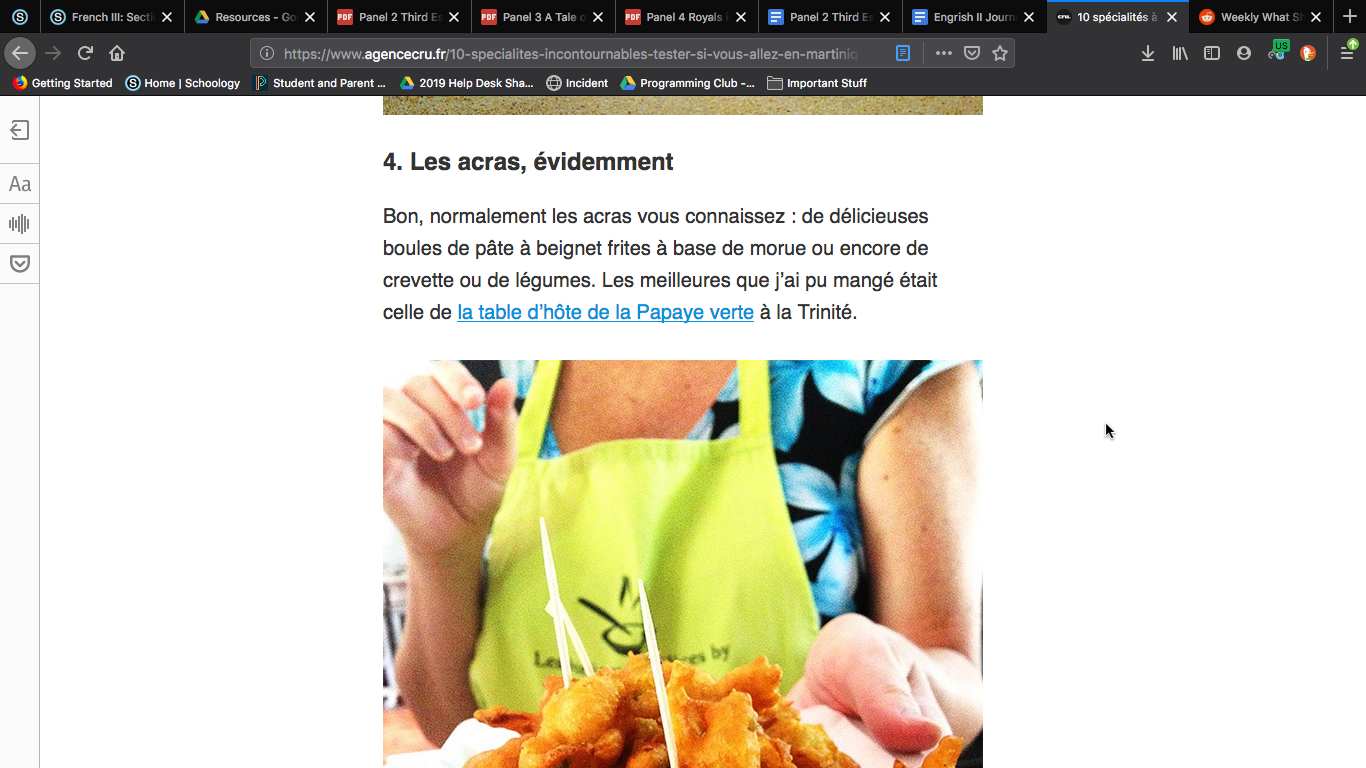 French III: Secti
Resources - Go
Panel 2 Third Es
Panel 3 A Tale o
Panel 4 Royals
Panel 2 Third Es
Engrish II Journ
cru. 10 spécialités à
Weekly What S
https://www.agencecru.fr/10-specialites-incontournables-tester-si-vous-allez-en-martiniq
US
Getting Started
Home | Schoology
Student and Parent ...
2019 Help Desk Sha...
Incident
Programming Club -...
Important Stuff
Aa
4. Les acras, évidemment
Bon, normalement les acras vous connaissez : de délicieuses
boules de pâte à beignet frites à base de morue ou encore de
crevette ou de légumes. Les meilleures que j’ai pu mangé était
celle de la table d’hôte de la Papaye verte à la Trinité.
by